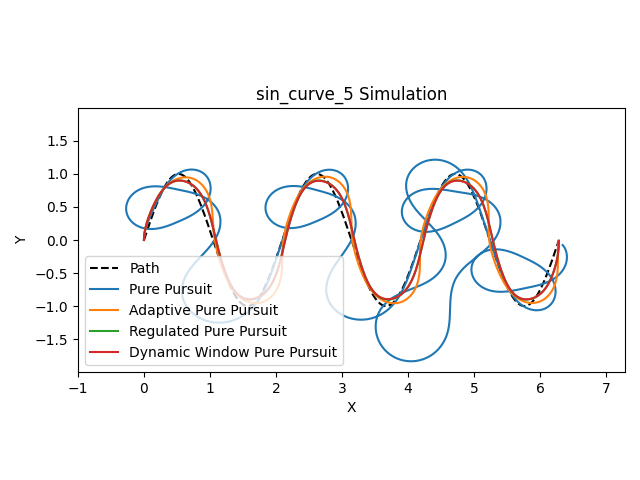 sin_curve_5 Simulation
Y
1.5
1.0
0.5
0.0
−0.5
−1.0
−1.5
Path
Pure Pursuit
Adaptive Pure Pursuit
Regulated Pure Pursuit
Dynamic Window Pure Pursuit
−1 0 1 2 3 4 5 6 7
X